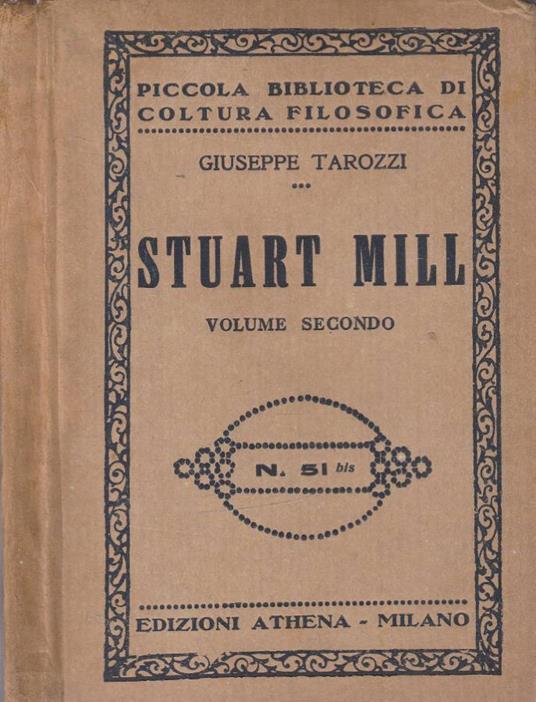 PICCOLA BIBLIOTECA DI
COLTURA FILOSOFICA
GIUSEPPE TAROZZI
STUART MILL
VOLUME SECONDO
N. 51 bis
EDIZIONI ATHENA - MILANO